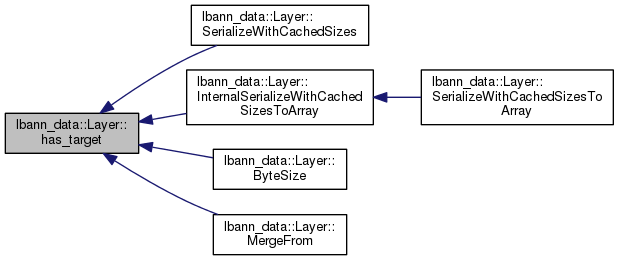 lbann_data::Layer::
SerializeWithCachedSizes
lbann_data::Layer::
InternalSerializeWithCached
SizesToArray
lbann_data::Layer::
SerializeWithCachedSizesTo
Array
lbann_data::Layer::
has_target
lbann_data::Layer::
ByteSize
lbann_data::Layer::
MergeFrom